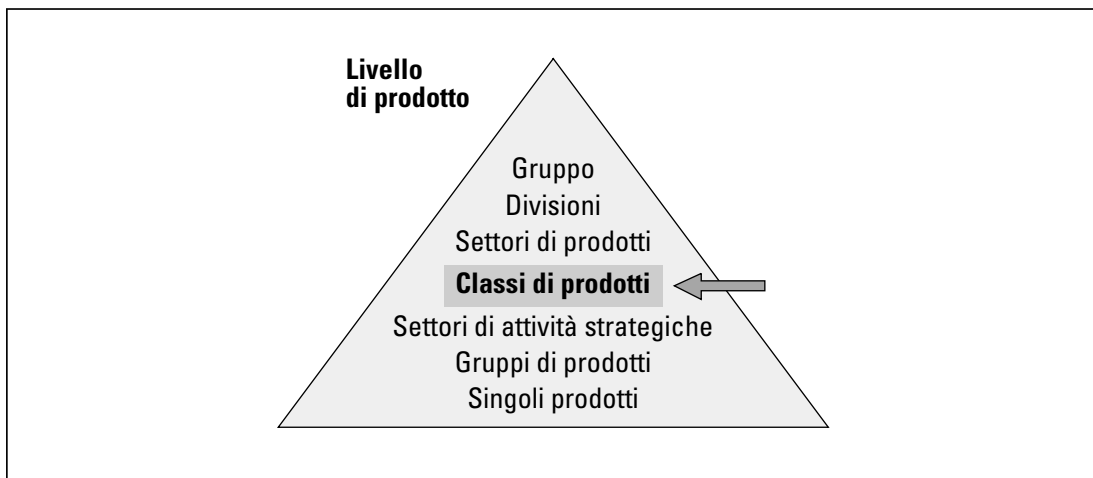 Livello
di prodotto
Gruppo
Divisioni
Settori di prodotti
Classi di prodotti
Settori di attività strategiche
Gruppi di prodotti
Singoli prodotti